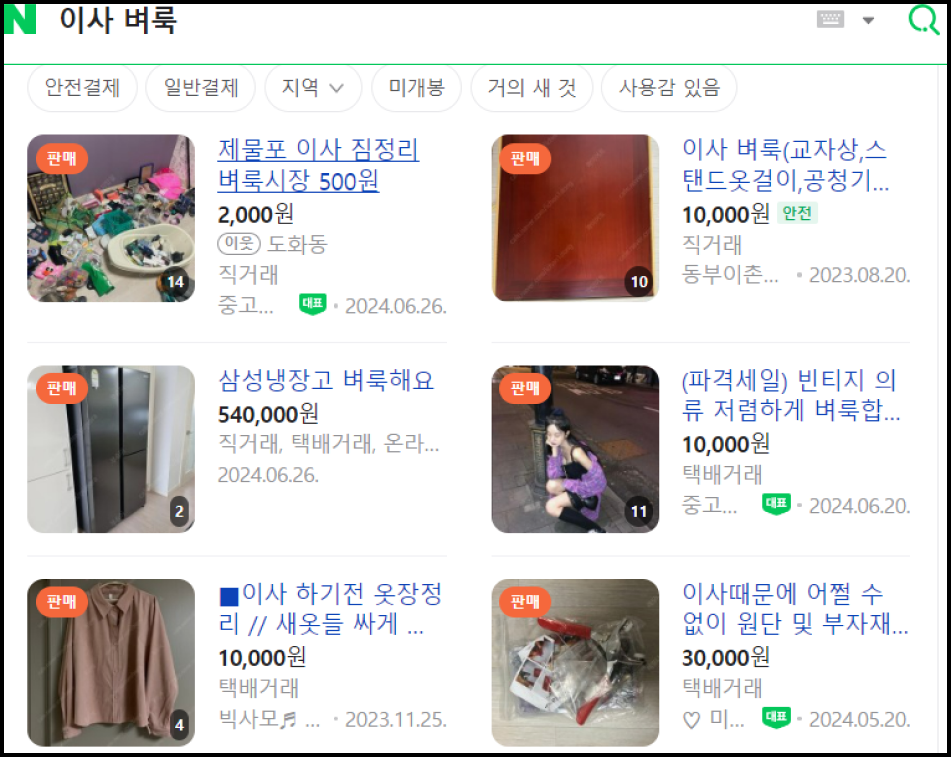 N 이사 벼룩
안전결제 일반결제 지역 미개봉 거의 새 것 사용감 있음
판매
14
제물포 이사 짐정리
벼룩시장 500원
2,000원
이웃 도화동
직거래
중고... 대표 • 2024.06.26.
판매
10
이사 벼룩(교자상,스
탠드옷걸이,공청기...
10,000원 안전
직거래
동부이촌... • 2023.08.20.
판매
2
삼성냉장고 벼룩해요
540,000원
직거래, 택배거래, 온라...
2024.06.26.
판매
11
(파격세일) 빈티지 의
류 저렴하게 벼룩합...
10,000원
택배거래
중고... 대표 • 2024.06.20.
판매
4
■이사 하기전 옷장정
리 // 새옷들 싸게 ...
10,000원
택배거래
빅사모♬ ... • 2023.11.25.
판매
이사때문에 어쩔 수
없이 원단 및 부자재...
30,000원
택배거래
♡ 미... 대표 • 2024.05.20.